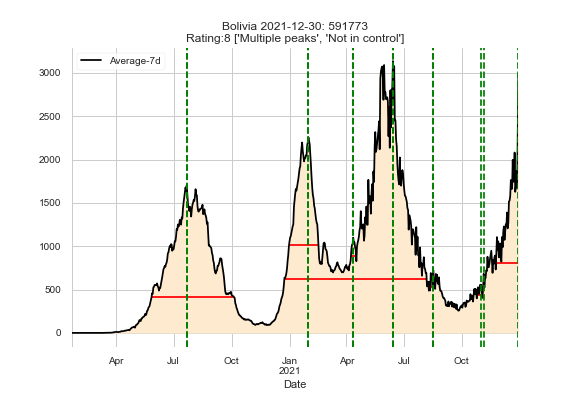 Bolivia 2021-12-30: 591773
Rating:8 ['Multiple peaks', 'Not in control']
Average-7d
3000
2500
2000
1500
1000
500
0
Apr
Jul
Oct
Jan
2021
Apr
Jul
Oct
Date